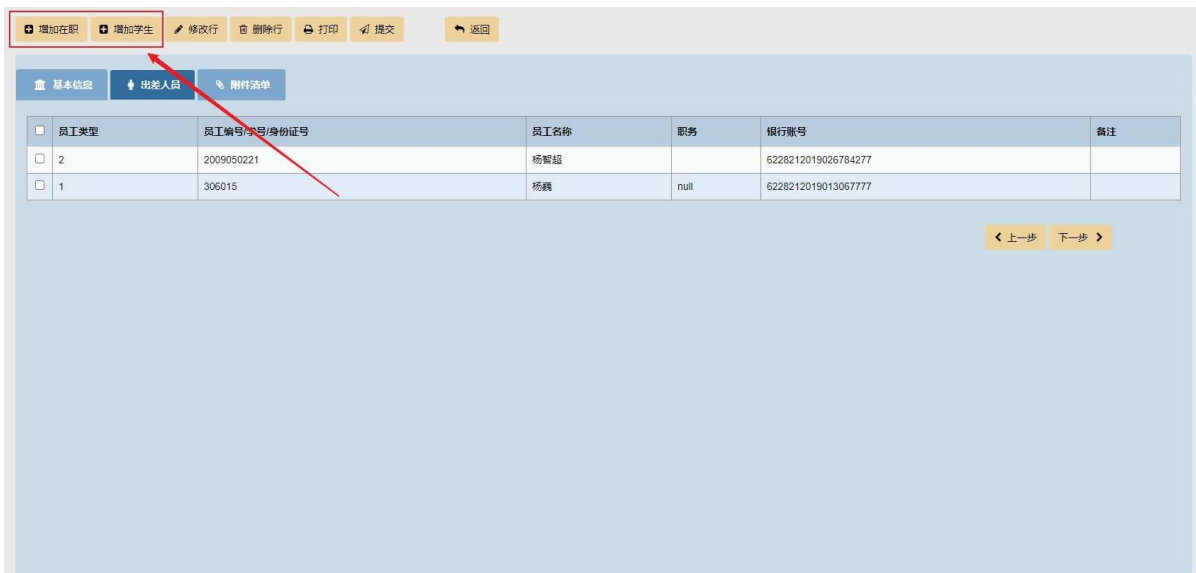 增加在职 增加学生 修改行 删除行 打印 提交 返回
基本信息 出差人员 附件清单
员工类型 员工编号/学号/身份证号 员工名称 职务 银行账号 备注
2 2009050221 杨智超 6228212019026784277
1 306015 杨巍 null 6228212019013067777
上一步 下一步